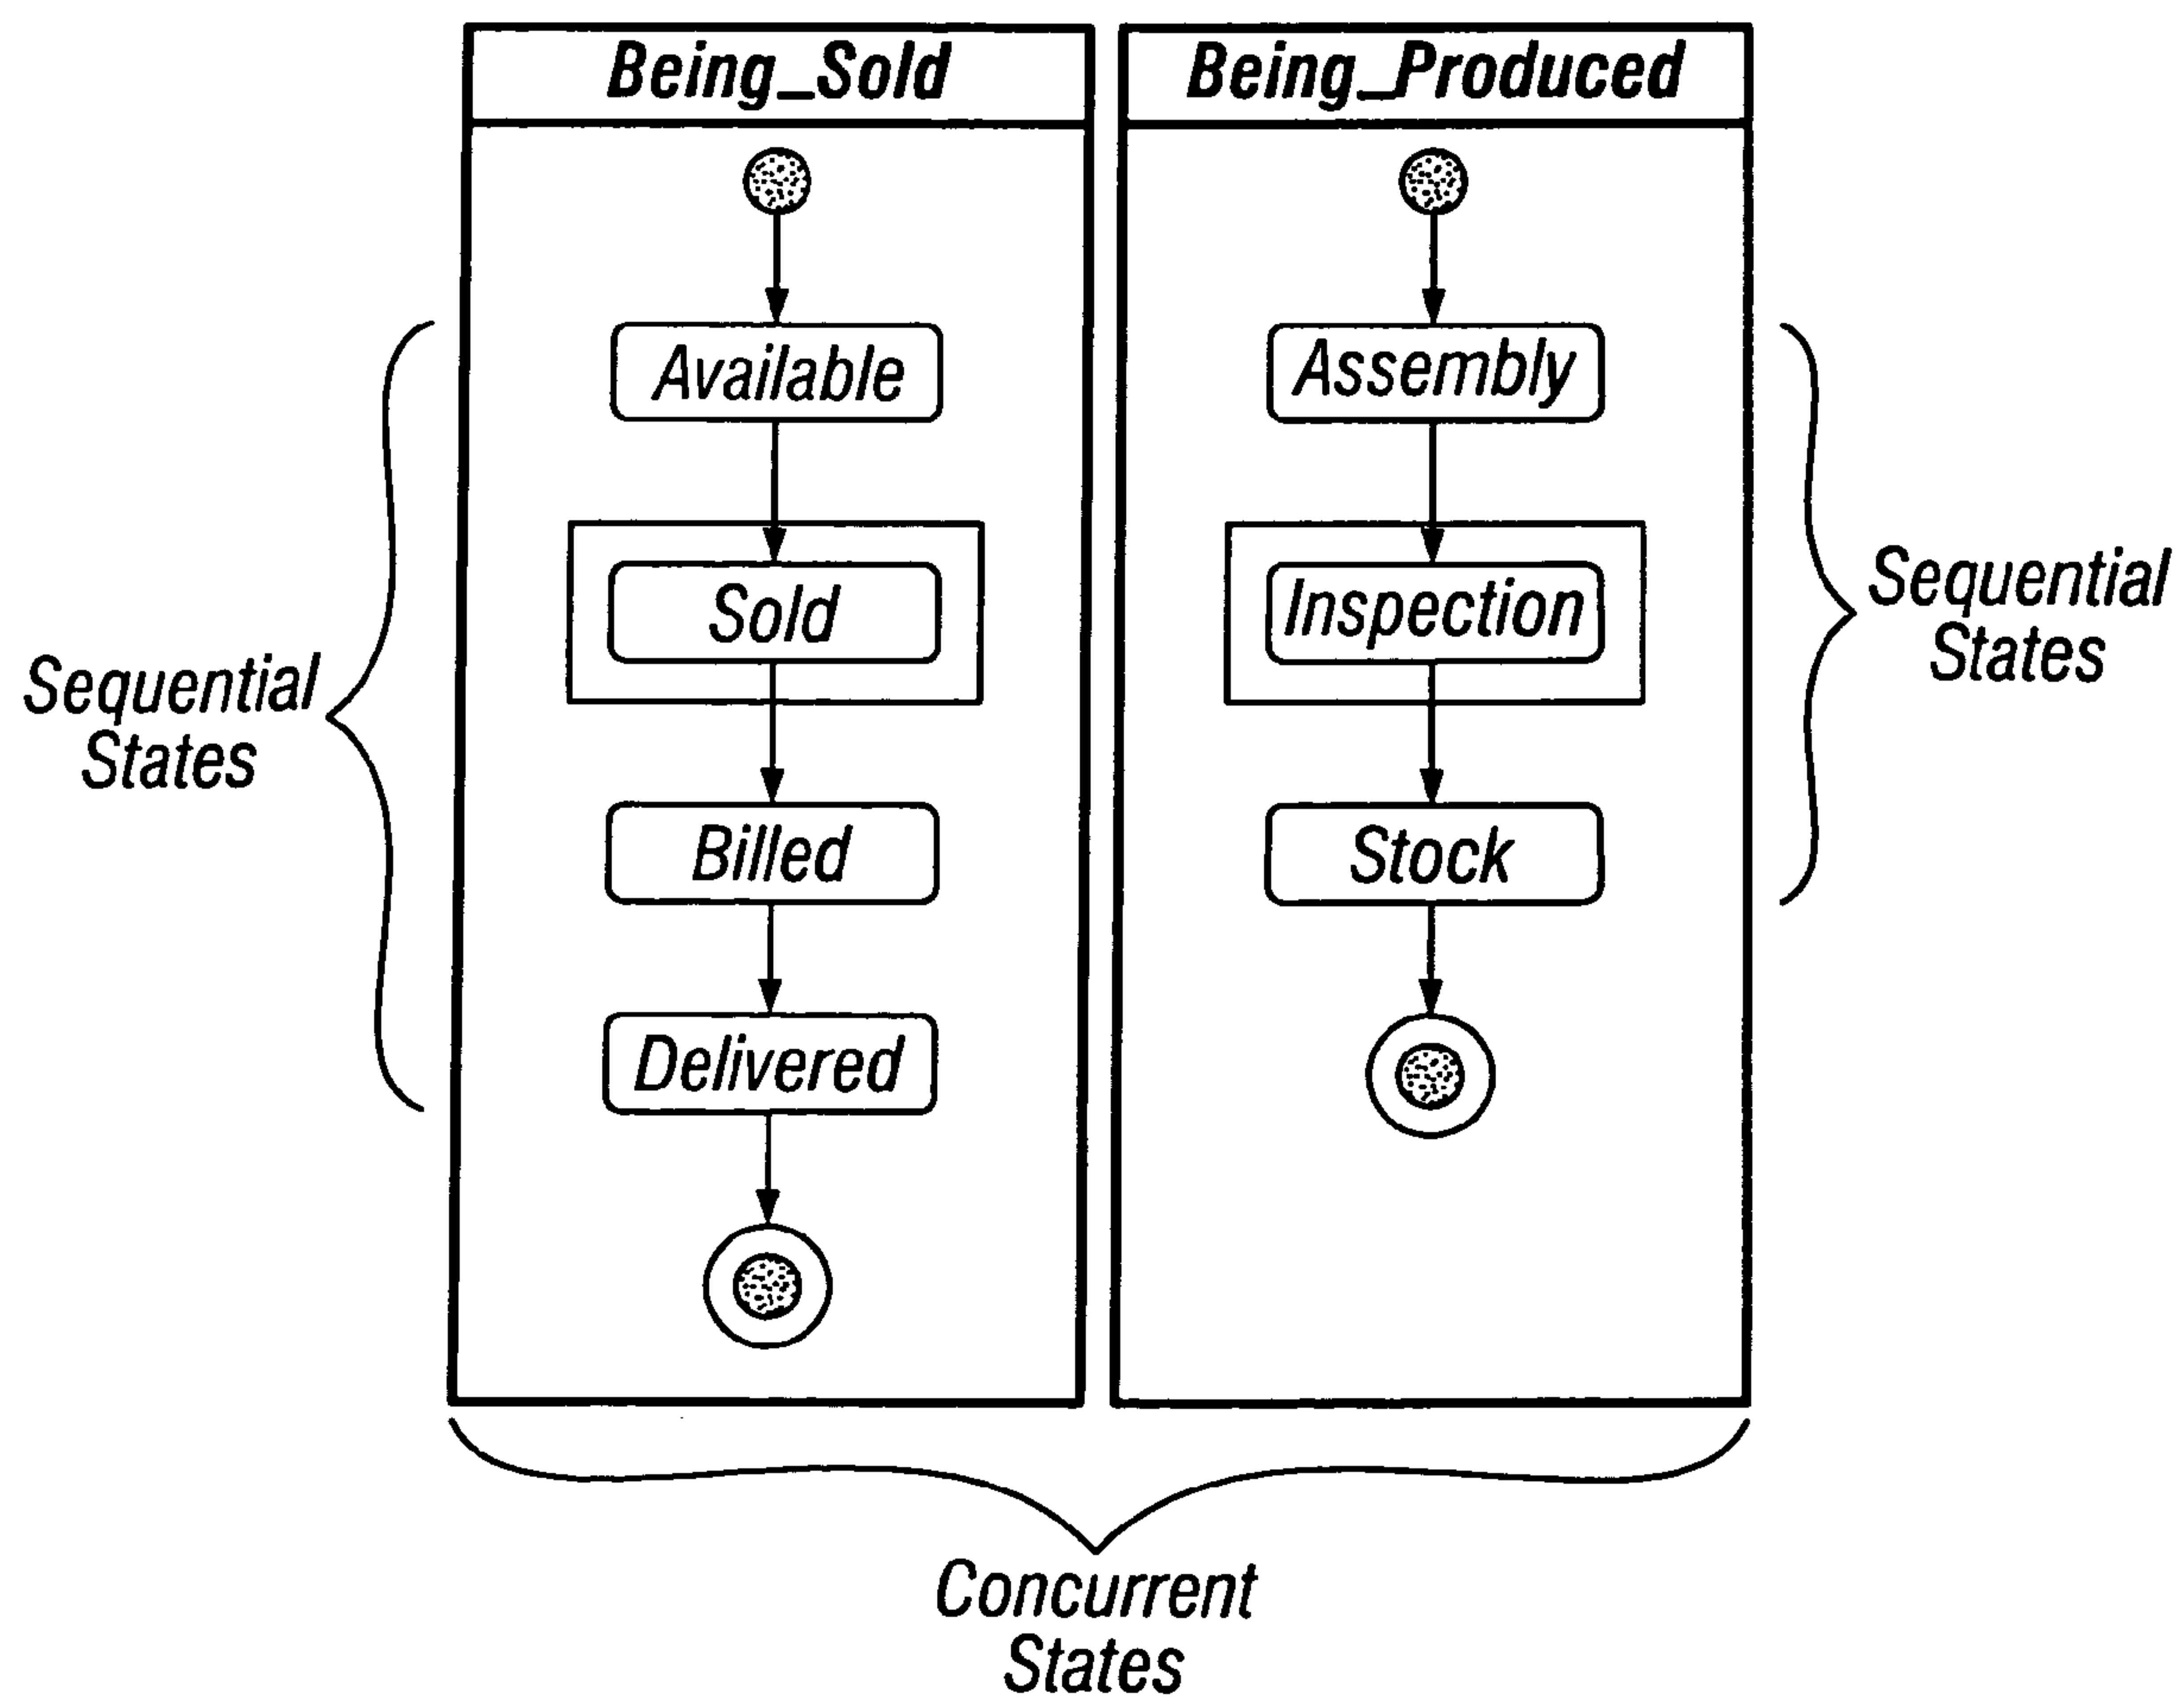 Being_Sold
Being_Produced
Available
Sold
Billed
Delivered
Assembly
Inspection
Stock
Sequential
States
Sequential
States
Concurrent
States